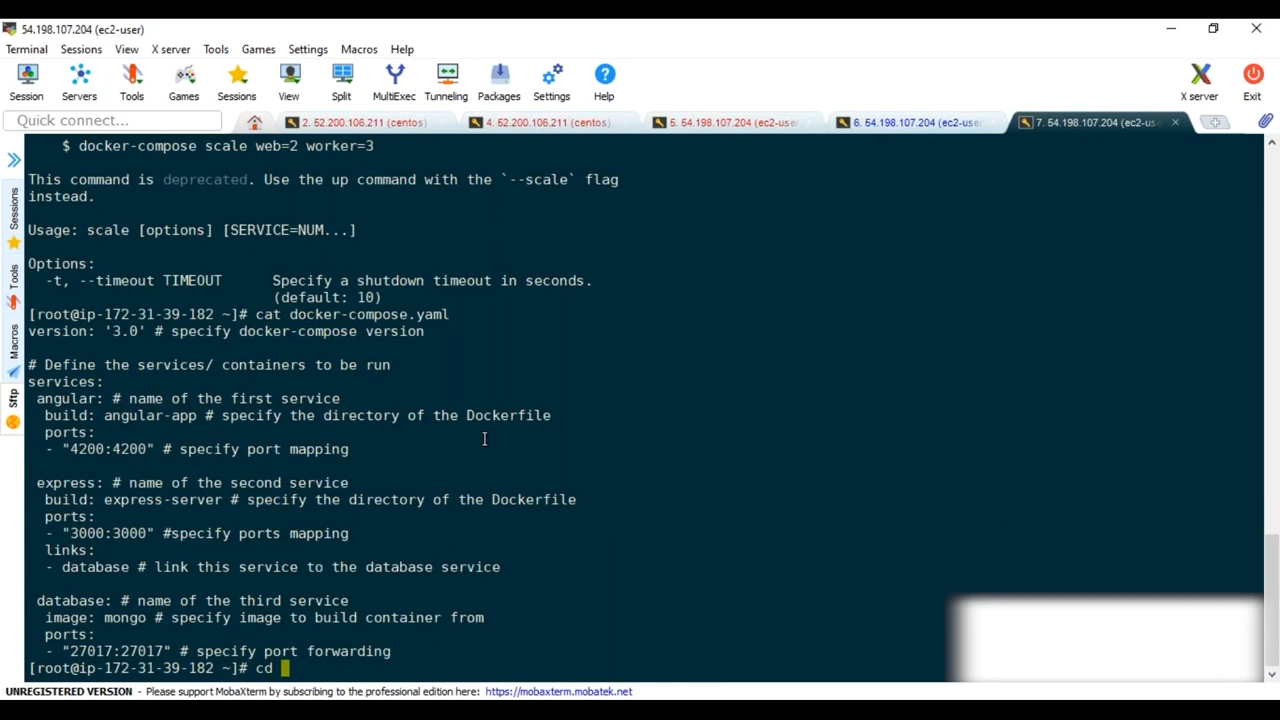 54.198.107.204 (ec2-user)
Terminal Sessions View X server Tools Games Settings Macros Help
Session Servers Tools Games Sessions View Split MultiExec Tunneling Packages Settings Help X server Exit
Quick connect...
2. 52.200.106.211 (centos)
4. 52.200.106.211 (centos)
5. 54.198.107.204 (ec2-use
6. 54.198.107.204 (ec2-use
7. 54.198.107.204 (ec2-us
Sessions
Tools
Macros
Sftp
$ docker-compose scale web=2 worker=3
This command is deprecated. Use the up command with the `--scale` flag
instead.
Usage: scale [options] [SERVICE=NUM...]
Options:
-t, --timeout TIMEOUT Specify a shutdown timeout in seconds.
(default: 10)
[root@ip-172-31-39-182 ~]# cat docker-compose.yaml
version: '3.0' # specify docker-compose version
# Define the services/ containers to be run
services:
angular: # name of the first service
build: angular-app # specify the directory of the Dockerfile
ports:
- "4200:4200" # specify port mapping
express: # name of the second service
build: express-server # specify the directory of the Dockerfile
ports:
- "3000:3000" #specify ports mapping
links:
- database # link this service to the database service
database: # name of the third service
image: mongo # specify image to build container from
ports:
- "27017:27017" # specify port forwarding
[root@ip-172-31-39-182 ~]# cd
UNREGISTERED VERSION - Please support MobaXterm by subscribing to the professional edition here: https://mobaxterm.mobatek.net